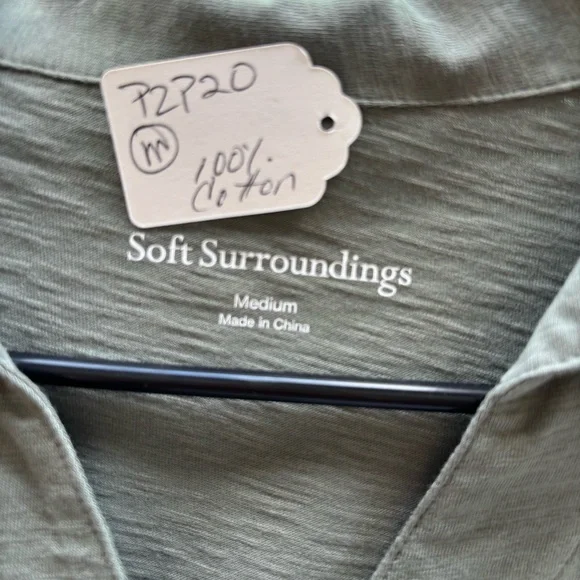 P2P20
M
100%
Cotton
Soft Surroundings
Medium
Made in China